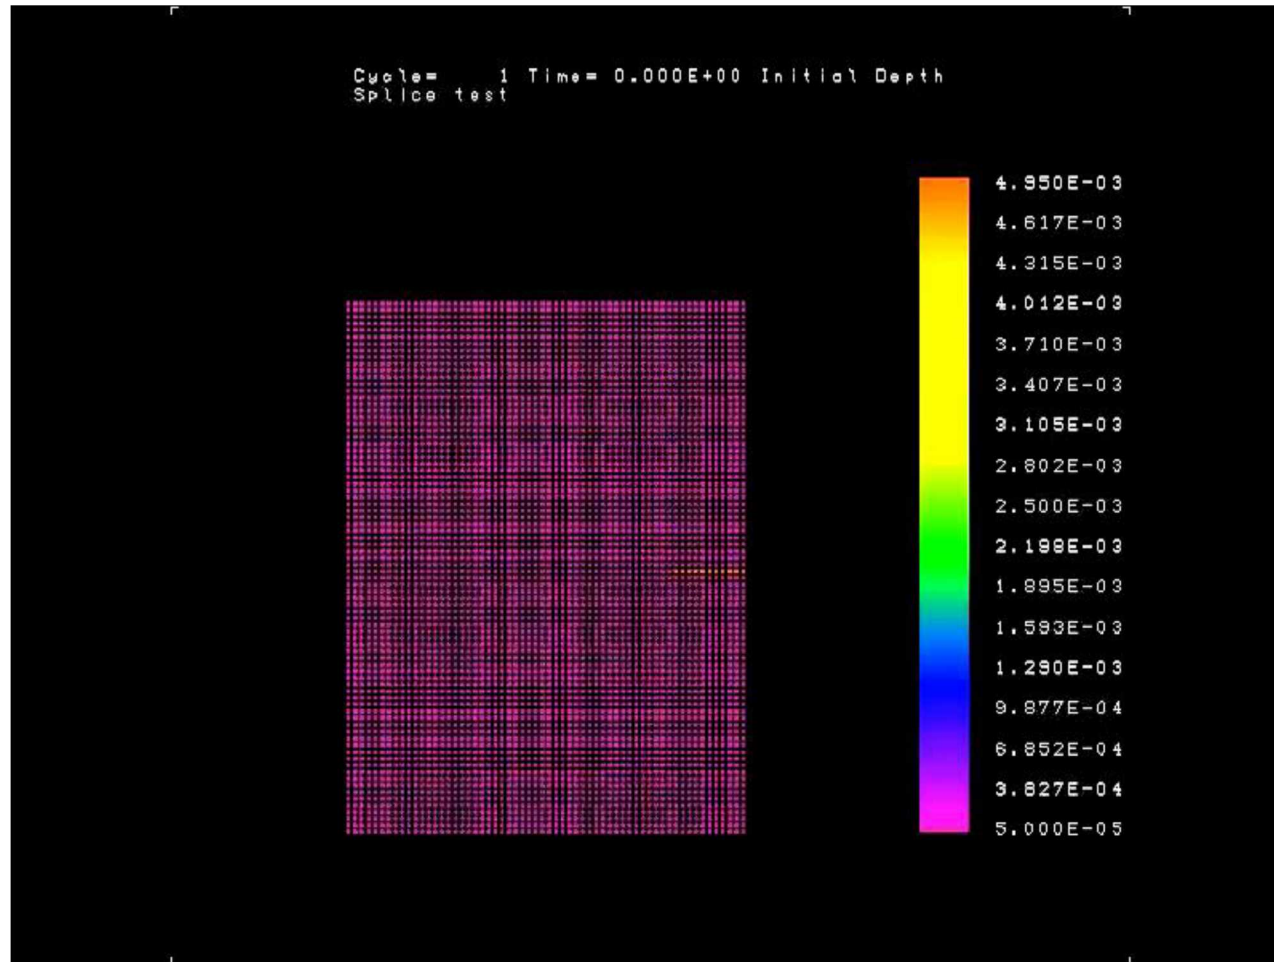 Cycle= 1 Time= 0.000E+00 Initial Depth
Splice test
4.950E-03
4.617E-03
4.315E-03
4.012E-03
3.710E-03
3.407E-03
3.105E-03
2.802E-03
2.500E-03
2.198E-03
1.895E-03
1.593E-03
1.290E-03
9.877E-04
6.852E-04
3.827E-04
5.000E-05